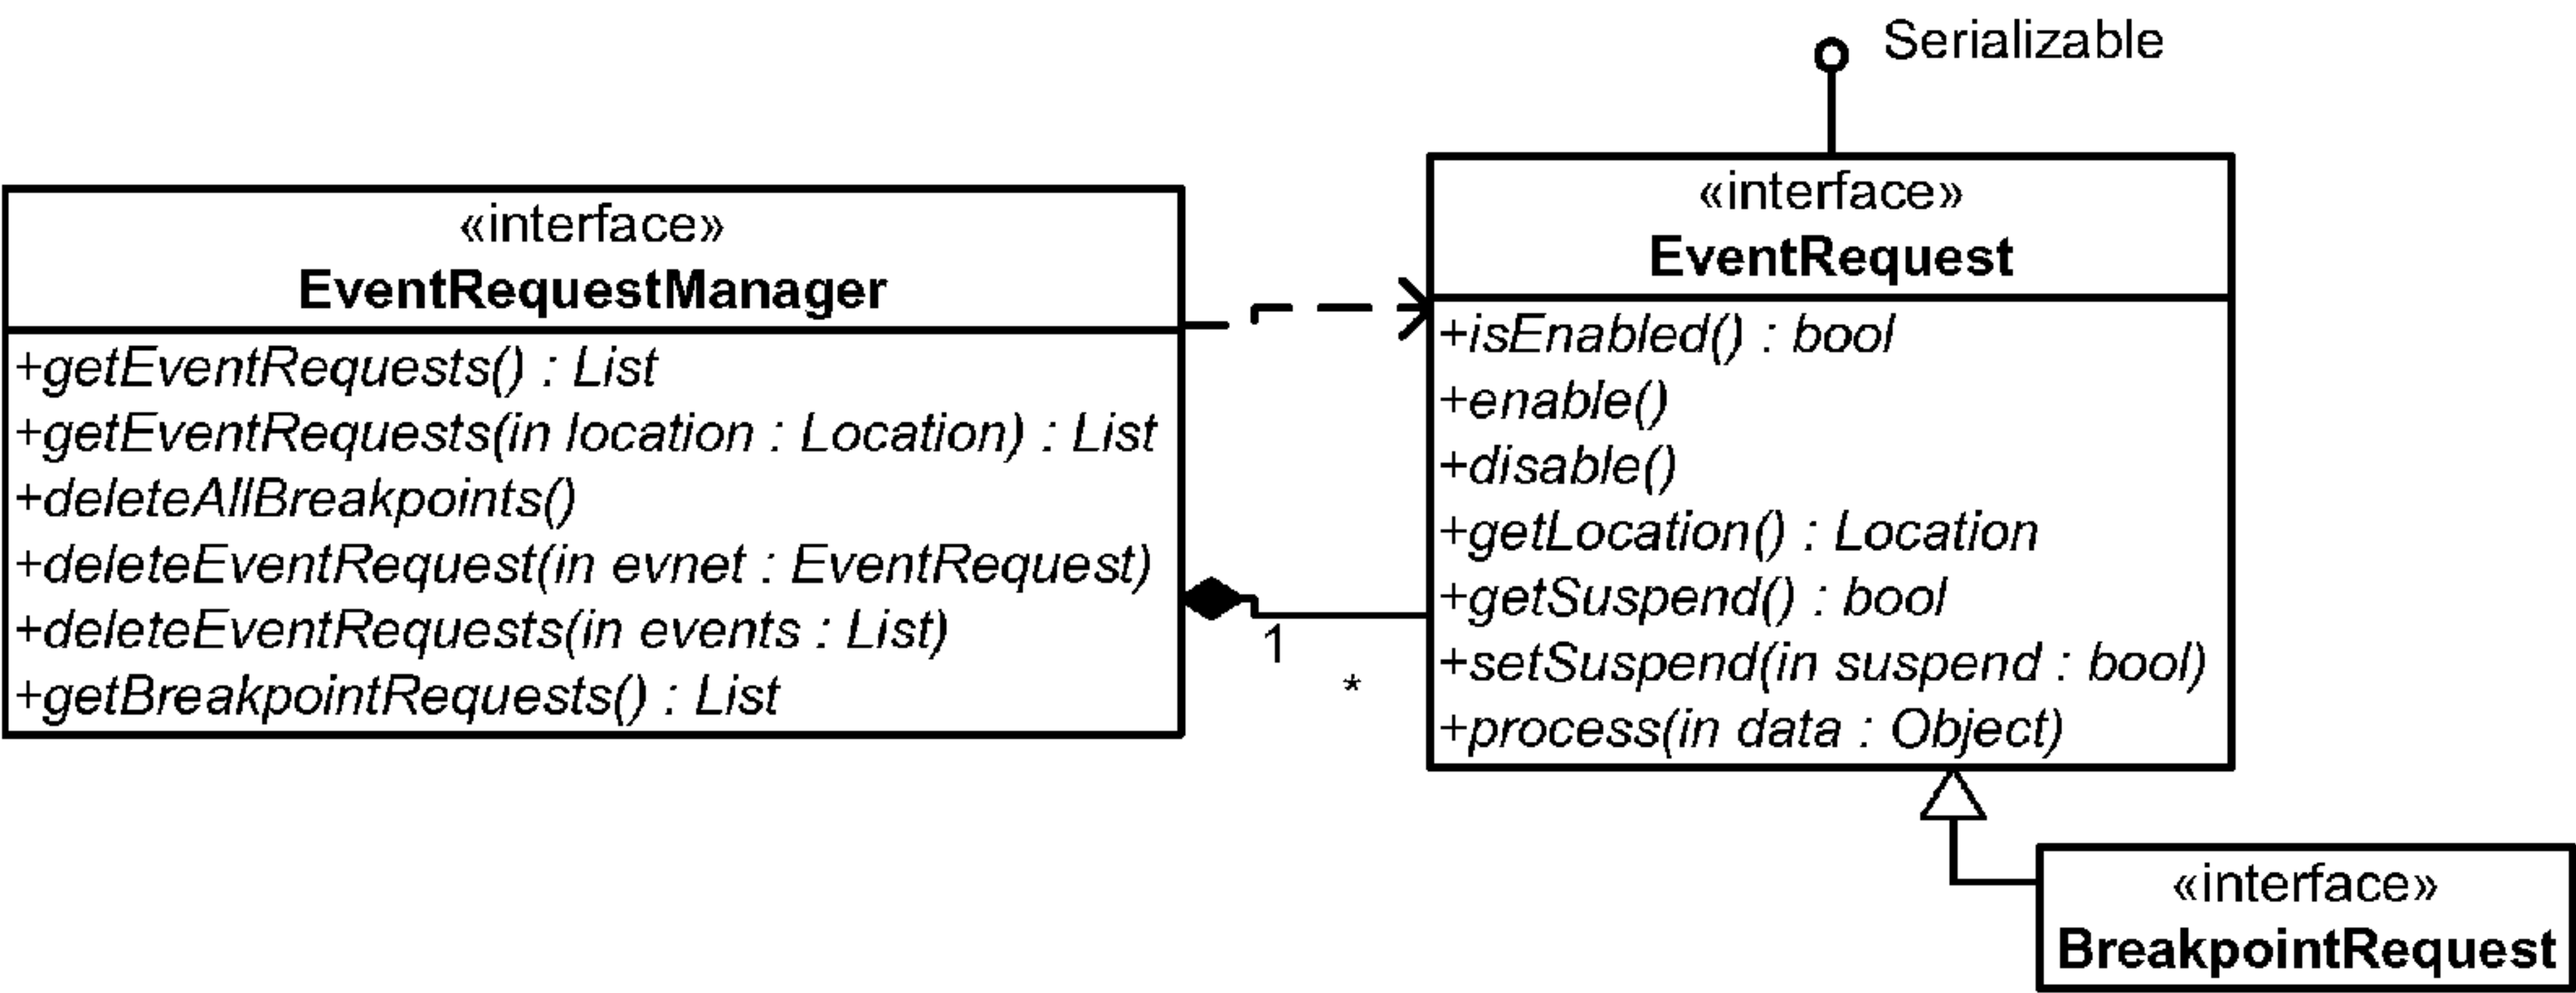 Serializable
«interface»
EventRequestManager
+getEventRequests() : List
+getEventRequests(in location : Location) : List
+deleteAllBreakpoints()
+deleteEventRequest(in evnet : EventRequest)
+deleteEventRequests(in events : List)
+getBreakpointRequests() : List
1
*
«interface»
EventRequest
+isEnabled() : bool
+enable()
+disable()
+getLocation() : Location
+getSuspend() : bool
+setSuspend(in suspend : bool)
+process(in data : Object)
«interface»
BreakpointRequest